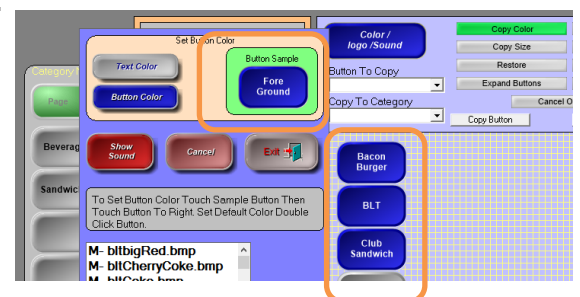 Set Button Color
Text Color
Button Color
Button Sample
Fore
Ground
Show
Sound
Cancel
Exit
To Set Button Color Touch Sample Button Then
Touch Button To Right. Set Default Color Double
Click Button.
M- bltbigRed.bmp
M- bltCherryCoke.bmp
M- bltCoke.bmp
Category
Page
Beverag
Sandwic
Color /
logo /Sound
Button To Copy
Copy To Category
Copy Color
Copy Size
Restore
Expand Buttons
Cancel O
Copy Button
Bacon
Burger
BLT
Club
Sandwich